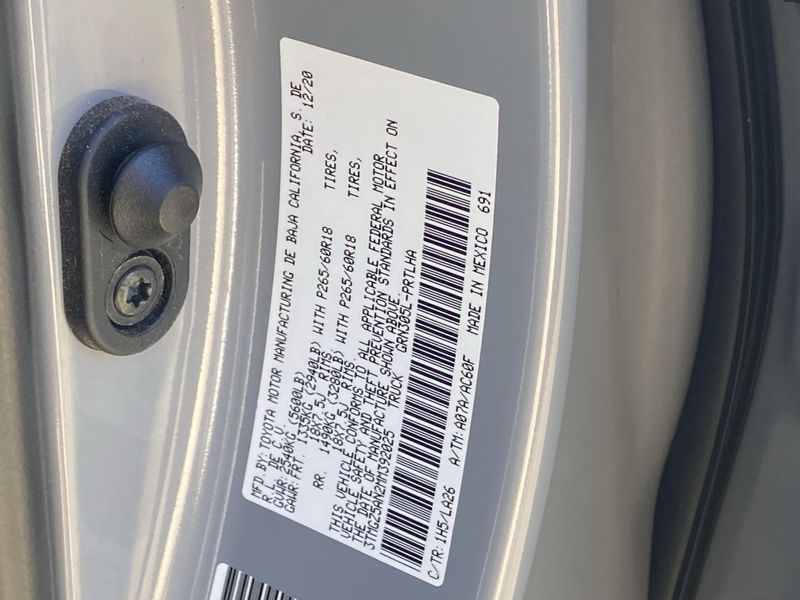 MFD. BY: TOYOTA MOTOR MANUFACTURING DE BAJA CALIFORNIA, S. DE
R. L. DE C.V. DATE: 12/20
GVWR: 2540KG (5600LB)
GAWR: FRT. 1335KG (2940LB) WITH P265/60R18 TIRES,
18X7.5J RIMS,
RR. 1490KG (3280LB) WITH P265/60R18 TIRES,
18X7.5J RIMS
THIS VEHICLE CONFORMS TO ALL APPLICABLE FEDERAL MOTOR
VEHICLE SAFETY AND THEFT PREVENTION STANDARDS IN EFFECT ON
THE DATE OF MANUFACTURE SHOWN ABOVE.
3TMGZ5AN2MM392025 TRUCK GRN305L-PRTLHA
C/TR: 1H5/LA26 A/TM: A07A/AC60F MADE IN MEXICO 691